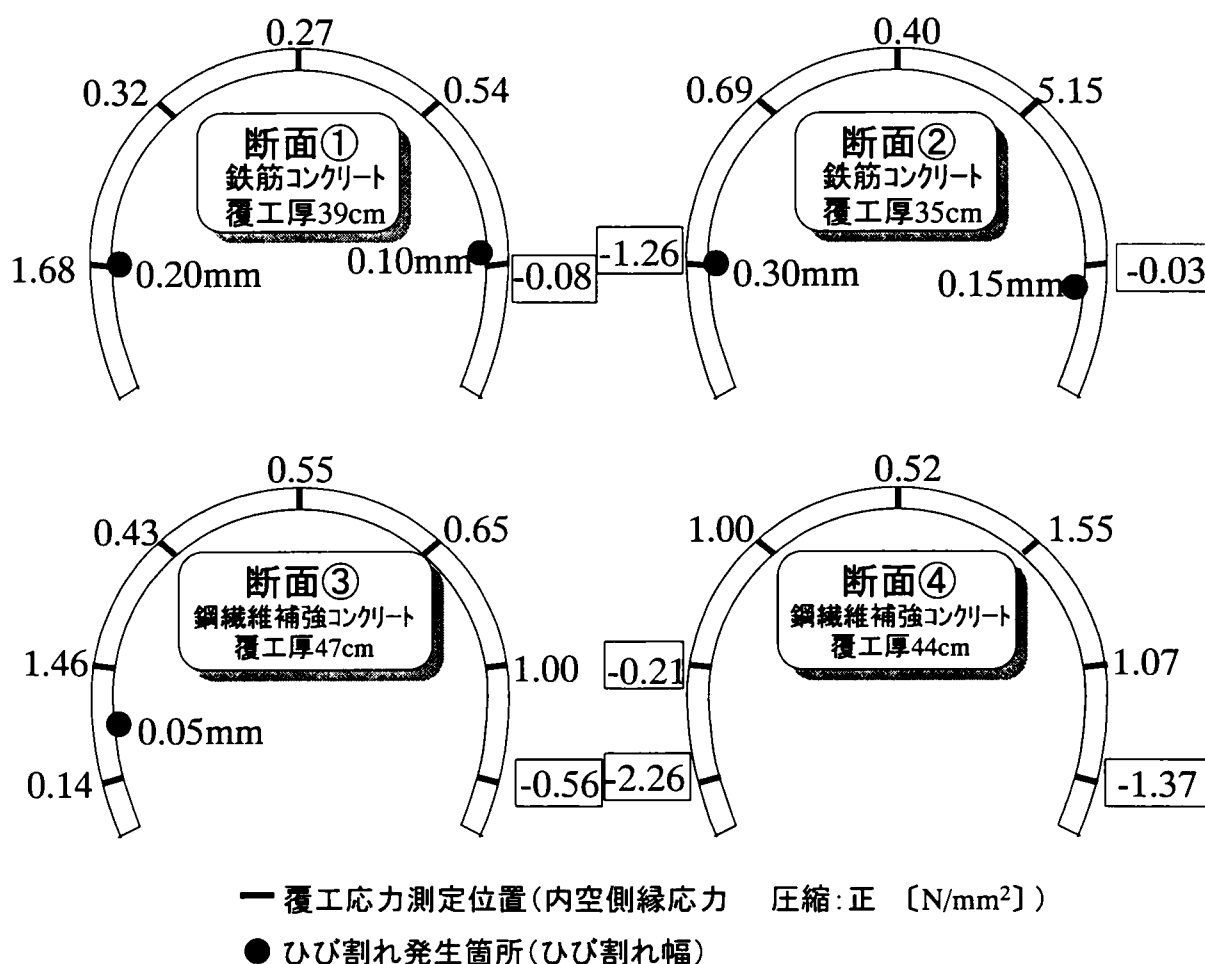 0.27
0.32
0.54
断面①
鉄筋コンクリート
覆工厚39cm
1.68
0.20mm
0.10mm
-0.08
0.40
0.69
5.15
断面②
鉄筋コンクリート
覆工厚35cm
-1.26
0.30mm
0.15mm
-0.03
0.55
0.43
0.65
断面③
鋼繊維補強コンクリート
覆工厚47cm
1.46
1.00
0.05mm
0.14
-0.56
0.52
1.00
1.55
断面④
鋼繊維補強コンクリート
覆工厚44cm
-0.21
1.07
-2.26
-1.37
覆工応力測定位置(内空側縁応力 圧縮:正 〔N/mm²〕)
ひび割れ発生箇所(ひび割れ幅)